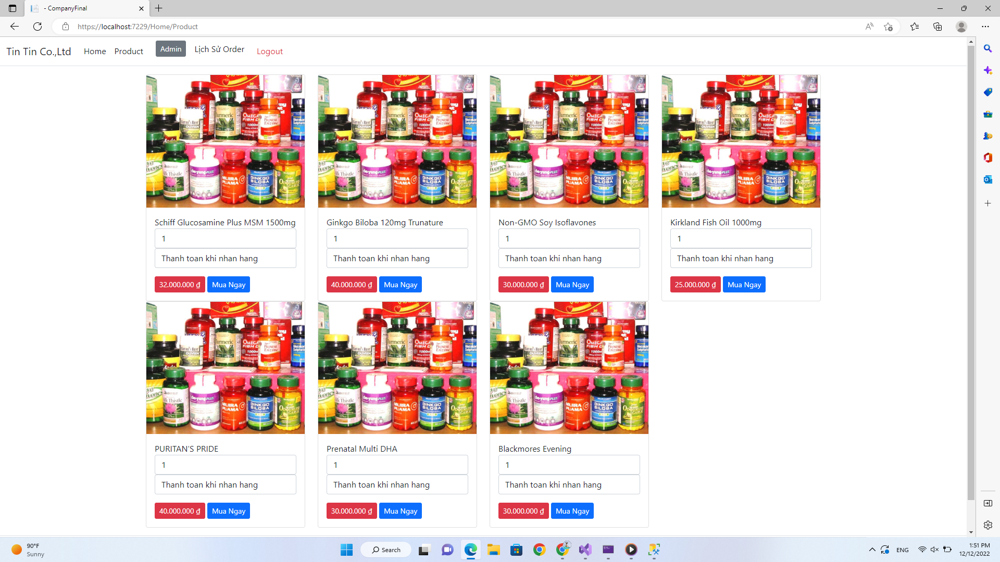 - CompanyFinal
https://localhost:7229/Home/Product
Tin Tin Co.,Ltd Home Product Admin Lịch Sử Order Logout
Schiff Glucosamine Plus MSM 1500mg
1
Thanh toan khi nhan hang
32.000.000 ₫ Mua Ngay
Ginkgo Biloba 120mg Trunature
1
Thanh toan khi nhan hang
40.000.000 ₫ Mua Ngay
Non-GMO Soy Isoflavones
1
Thanh toan khi nhan hang
30.000.000 ₫ Mua Ngay
Kirkland Fish Oil 1000mg
1
Thanh toan khi nhan hang
25.000.000 ₫ Mua Ngay
PURITAN'S PRIDE
1
Thanh toan khi nhan hang
40.000.000 ₫ Mua Ngay
Prenatal Multi DHA
1
Thanh toan khi nhan hang
30.000.000 ₫ Mua Ngay
Blackmores Evening
1
Thanh toan khi nhan hang
30.000.000 ₫ Mua Ngay
90°F
Sunny
Search
ENG
1:51 PM
12/12/2022